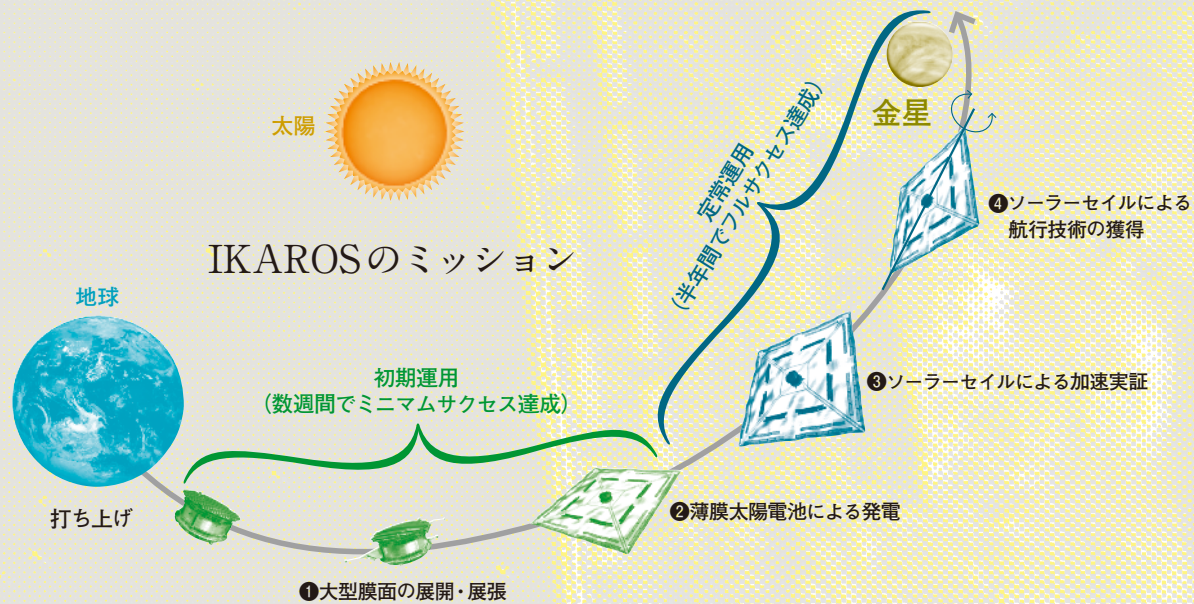 太陽
IKAROSのミッション
地球
初期運用
(数週間でミニマムサクセス達成)
打ち上げ
❶大型膜面の展開・展張
❷薄膜太陽電池による発電
定常運用
(半年間でフルサクセス達成)
❸ソーラーセイルによる加速実証
❹ソーラーセイルによる
航行技術の獲得
金星